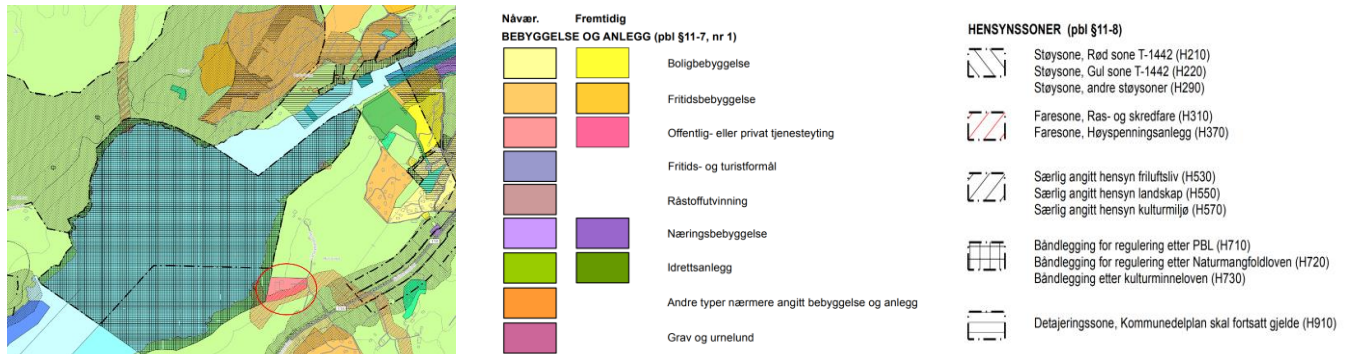 Nåvær. Fremtidig
BEBYGGELSE OG ANLEGG (pbl §11-7, nr 1)
Boligbebyggelse
Fritidsbebyggelse
Offentlig- eller privat tjenesteyting
Fritids- og turistformål
Råstoffutvinning
Næringsbebyggelse
Idrettsanlegg
Andre typer nærmere angitt bebyggelse og anlegg
Grav og urnelund
HENSYNSSONER (pbl §11-8)
Støysone, Rød sone T-1442 (H210)
Støysone, Gul sone T-1442 (H220)
Støysone, andre støysoner (H290)
Faresone, Ras- og skredfare (H310)
Faresone, Høyspenningsanlegg (H370)
Særlig angitt hensyn friluftsliv (H530)
Særlig angitt hensyn landskap (H550)
Særlig angitt hensyn kulturmiljø (H570)
Båndlegging for regulering etter PBL (H710)
Båndlegging for regulering etter Naturmangfoldloven (H720)
Båndlegging etter kulturminneloven (H730)
Detajeringssone, Kommunedelplan skal fortsatt gjelde (H910)